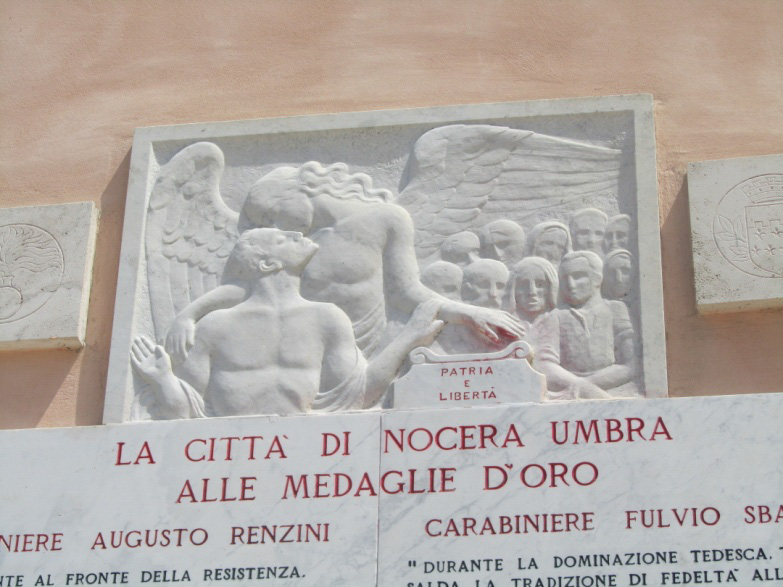 PATRIA
E
LIBERTÀ
LA CITTÀ DI NOCERA UMBRA
ALLE MEDAGLIE D'ORO
AUGUSTO RENZINI
AL FRONTE DELLA RESISTENZA.
CARABINIERE FULVIO
"DURANTE LA DOMINAZIONE TEDESCA.
SALDA LA TRADIZIONE DI FEDELTÀ